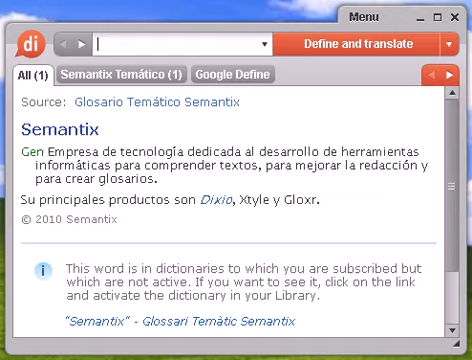 Menu
di
Define and translate
All (1)
Semantix Temático (1)
Google Define
Source: Glosario Temático Semantix
Semantix
Gen Empresa de tecnología dedicada al desarrollo de herramientas
informáticas para comprender textos, para mejorar la redacción y
para crear glosarios.
Su principales productos son Dixio, Xtyle y Gloxr.
© 2010 Semantix
i
This word is in dictionaries to which you are subscribed but
which are not active. If you want to see it, click on the link
and activate the dictionary in your Library.
"Semantix" - Glossari Temàtic Semantix